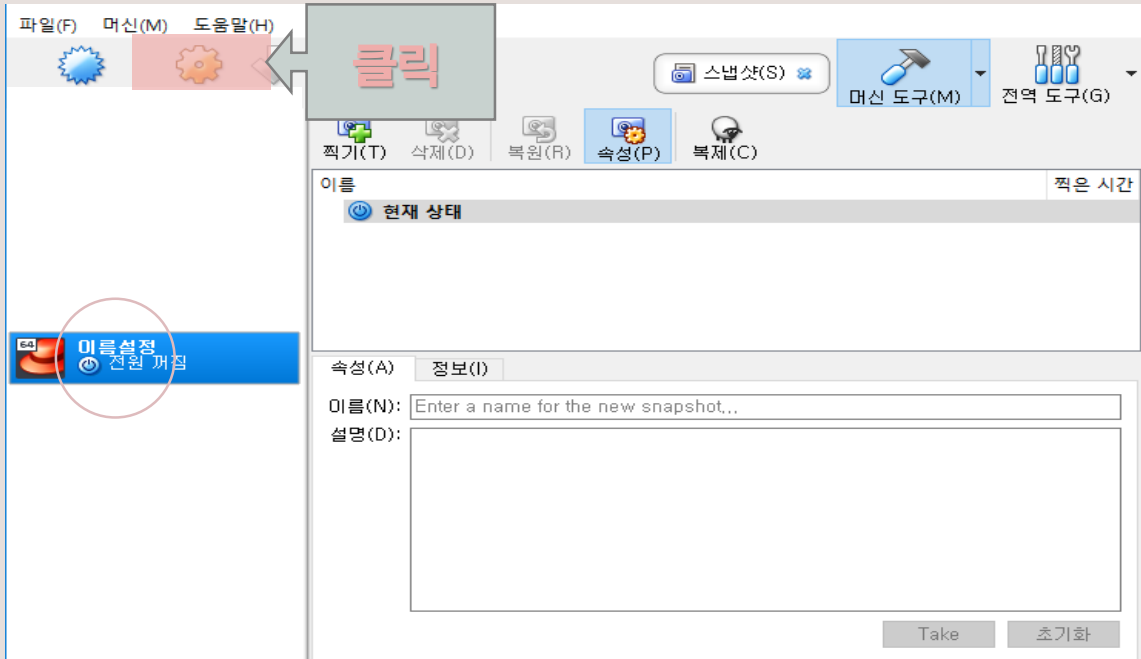 파일(F) 머신(M) 도움말(H)
클릭
스냅샷(S)
머신 도구(M)
전역 도구(G)
찍기(T) 삭제(D) 복원(R) 속성(P) 복제(C)
이름 찍은 시간
현재 상태
64
이름설정
전원 꺼짐
속성(A) 정보(I)
이름(N): Enter a name for the new snapshot...
설명(D):
Take 초기화